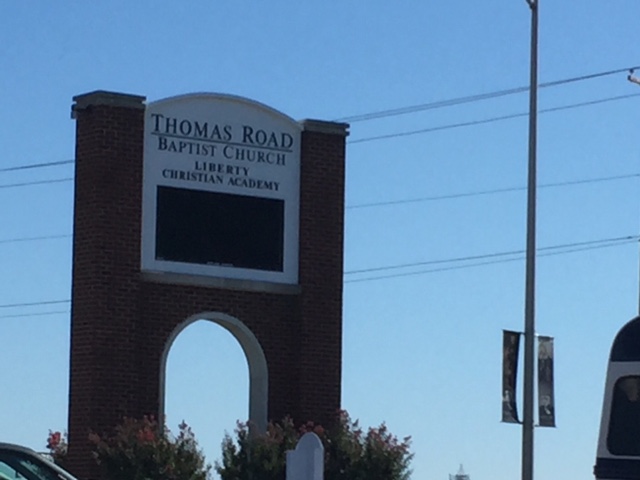 THOMAS ROAD
BAPTIST CHURCH
LIBERTY
CHRISTIAN ACADEMY